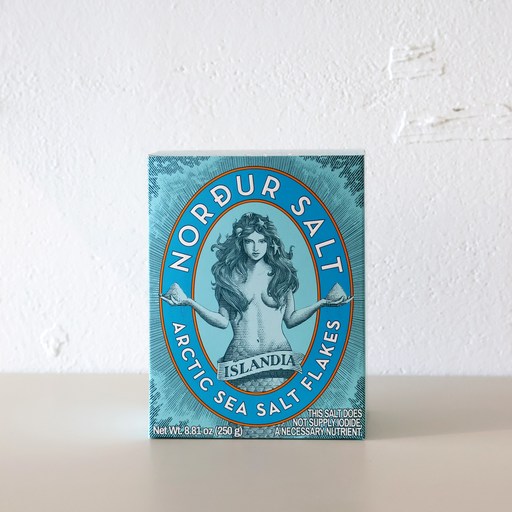 NORÐUR SALT
ISLANDIA
ARCTIC SEA SALT FLAKES
THIS SALT DOES
NOT SUPPLY IODIDE,
A NECESSARY NUTRIENT.
Net Wt. 8.81 oz (250 g)